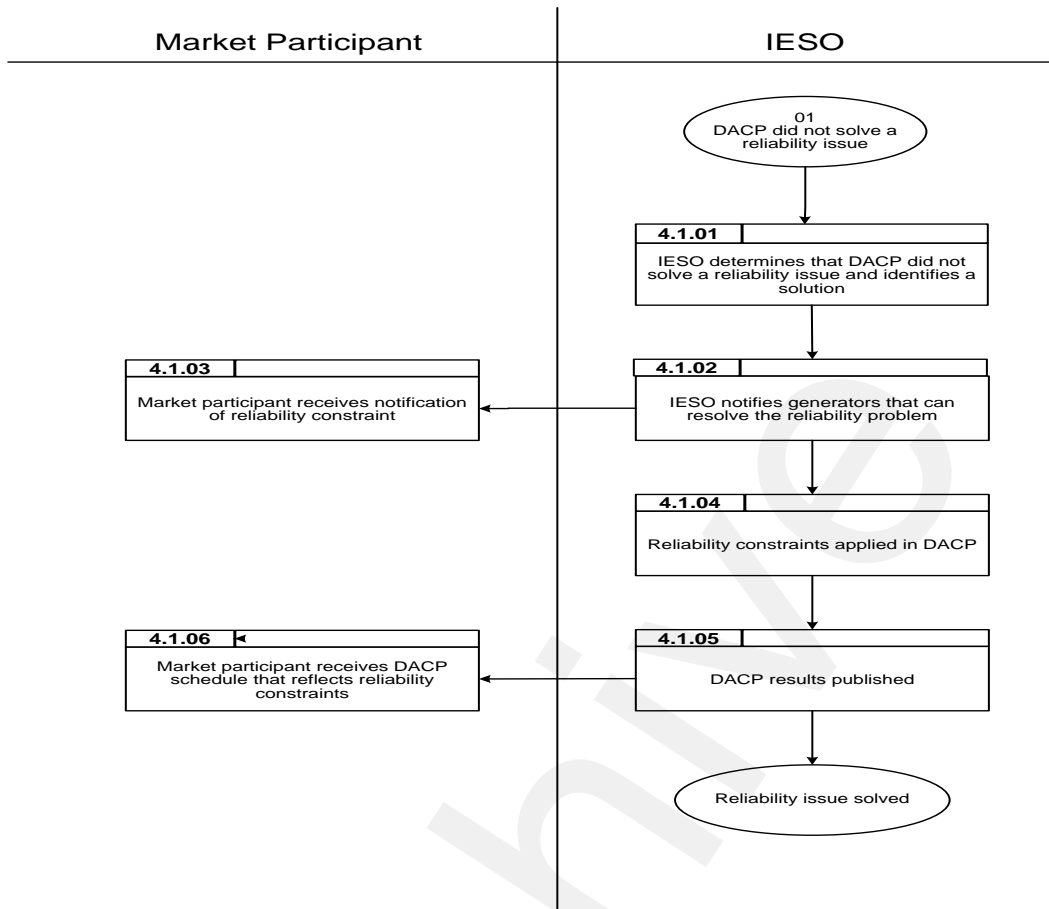 Market Participant
IESO
01
DACP did not solve a
reliability issue
4.1.01
IESO determines that DACP did not
solve a reliability issue and identifies a
solution
4.1.03
Market participant receives notification
of reliability constraint
4.1.02
IESO notifies generators that can
resolve the reliability problem
4.1.04
Reliability constraints applied in DACP
4.1.06
Market participant receives DACP
schedule that reflects reliability
constraints
4.1.05
DACP results published
Reliability issue solved
hive